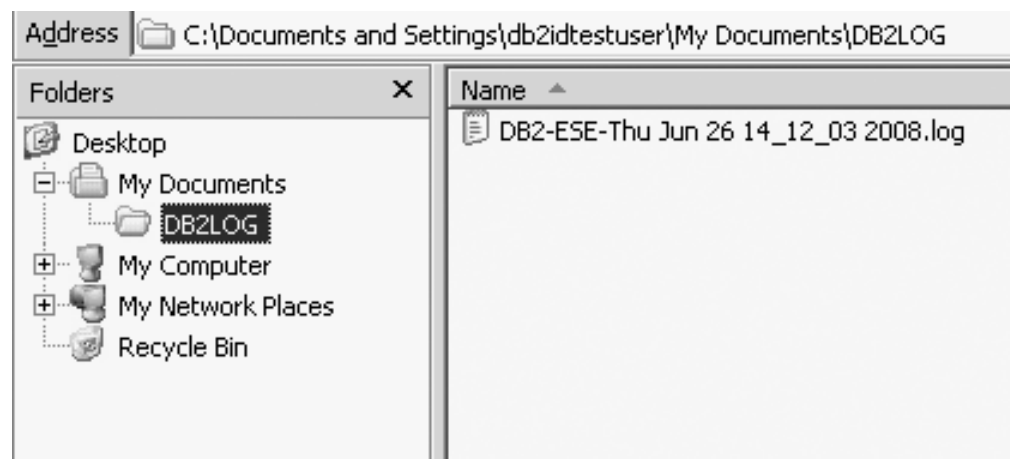 Address C:\Documents and Settings\db2idtestuser\My Documents\DB2LOG
Folders
Desktop
My Documents
DB2LOG
My Computer
My Network Places
Recycle Bin
Name
DB2-ESE-Thu Jun 26 14_12_03 2008.log